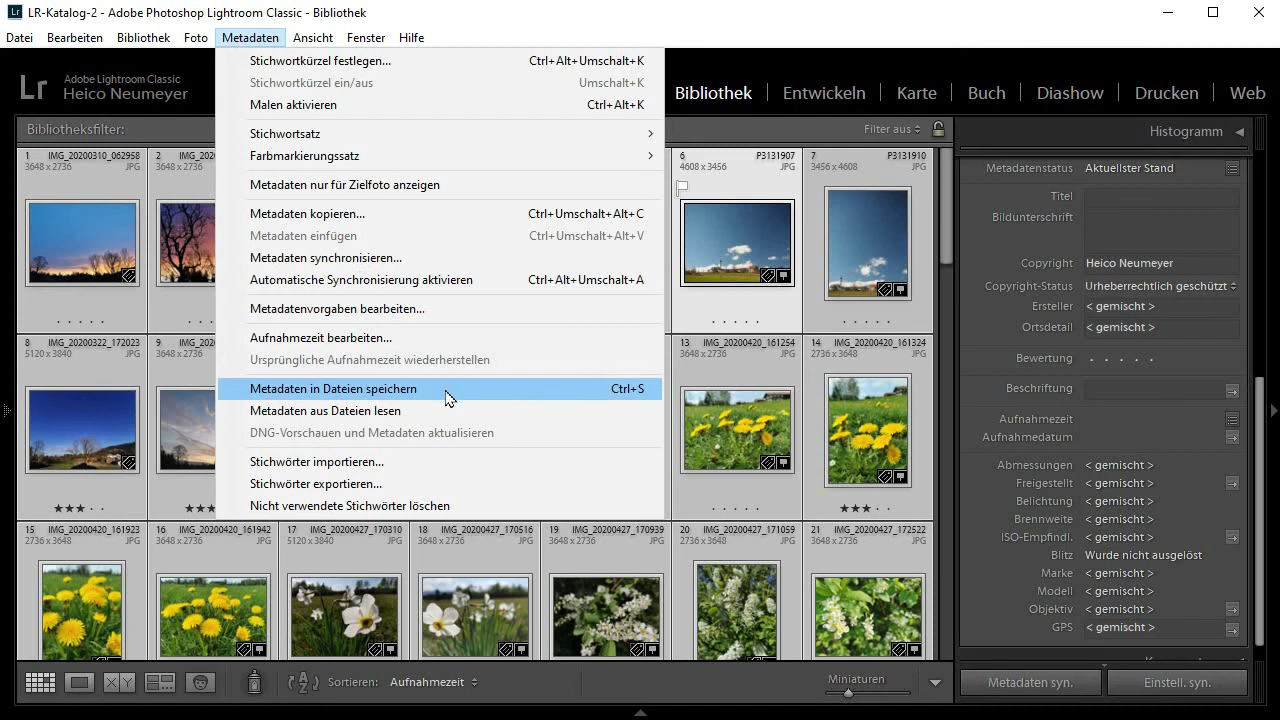 LR-Katalog-2 - Adobe Photoshop Lightroom Classic - Bibliothek
Datei Bearbeiten Bibliothek Foto Metadaten Ansicht Fenster Hilfe
Lr Adobe Lightroom Classic
Heico Neumeyer
Bibliothek Entwickeln Karte Buch Diashow Drucken Web
Bibliotheksfilter: Filter aus
Stichwortkürzel festlegen... Ctrl+Alt+Umschalt+K
Stichwortkürzel ein/aus Umschalt+K
Malen aktivieren Ctrl+Alt+K
Stichwortsatz
Farbmarkierungssatz
Metadaten nur für Zielfoto anzeigen
Metadaten kopieren... Ctrl+Umschalt+Alt+C
Metadaten einfügen Ctrl+Umschalt+Alt+V
Metadaten synchronisieren...
Automatische Synchronisierung aktivieren Ctrl+Alt+Umschalt+A
Metadatenvorgaben bearbeiten...
Aufnahmezeit bearbeiten...
Ursprüngliche Aufnahmezeit wiederherstellen
Metadaten in Dateien speichern Ctrl+S
Metadaten aus Dateien lesen
DNG-Vorschauen und Metadaten aktualisieren
Stichwörter importieren...
Stichwörter exportieren...
Nicht verwendete Stichwörter löschen
1 IMG_20200310_062958
3648 x 2736 JPG
2 IMG_20
3648 x 2736
6 P3131907
4608 x 3456 JPG
7 P3131910
3456 x 4608 JPG
8 IMG_20200322_172023
5120 x 3840 JPG
9 IMG_20
3648 x 2736
13 IMG_20200420_161254
3648 x 2736 JPG
14 IMG_20200420_161324
2736 x 3648 JPG
15 IMG_20200420_161923
2736 x 3648 JPG
16 IMG_20200420_161942
3648 x 2736 JPG
17 IMG_20200427_170310
5120 x 3840 JPG
18 IMG_20200427_170516
3648 x 2736 JPG
19 IMG_20200427_170939
3648 x 2736 JPG
20 IMG_20200427_171059
2736 x 3648 JPG
21 IMG_20200427_172522
3648 x 2736 JPG
Histogramm
Metadatenstatus Aktuellster Stand
Titel
Bildunterschrift
Copyright Heico Neumeyer
Copyright-Status Urheberrechtlich geschützt
Ersteller < gemischt >
Ortsdetail < gemischt >
Bewertung
Beschriftung
Aufnahmezeit
Aufnahmedatum
Abmessungen < gemischt >
Freigestellt < gemischt >
Belichtung < gemischt >
Brennweite < gemischt >
ISO-Empfindl. < gemischt >
Blitz Wurde nicht ausgelöst
Marke < gemischt >
Modell < gemischt >
Objektiv < gemischt >
GPS < gemischt >
XY Sortieren: Aufnahmezeit Miniaturen
Metadaten syn. Einstell. syn.